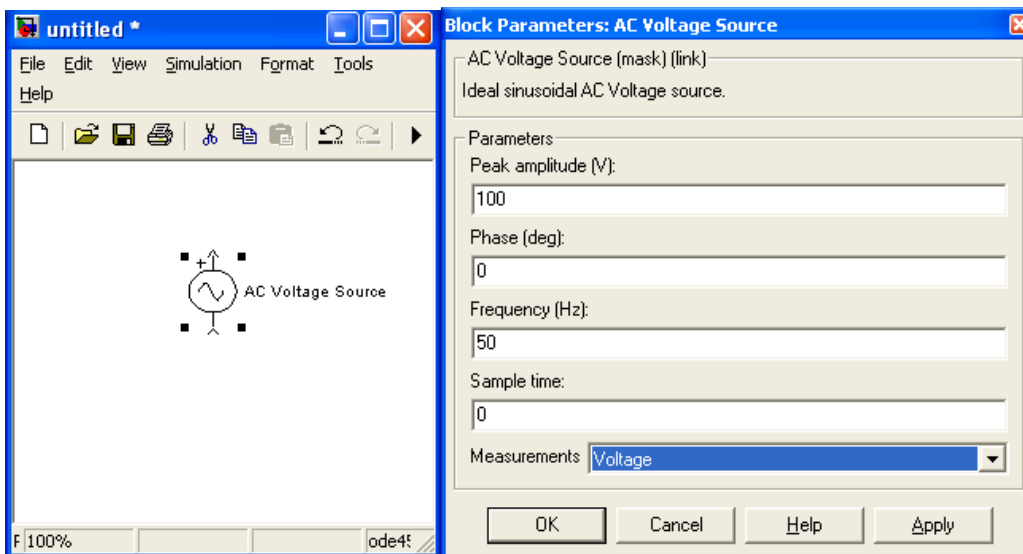 untitled *
File Edit View Simulation Format Tools
Help
+
AC Voltage Source
F 100%
ode45
Block Parameters: AC Voltage Source
AC Voltage Source (mask) (link)
Ideal sinusoidal AC Voltage source.
Parameters
Peak amplitude (V):
100
Phase (deg):
0
Frequency (Hz):
50
Sample time:
0
Measurements Voltage
OK Cancel Help Apply